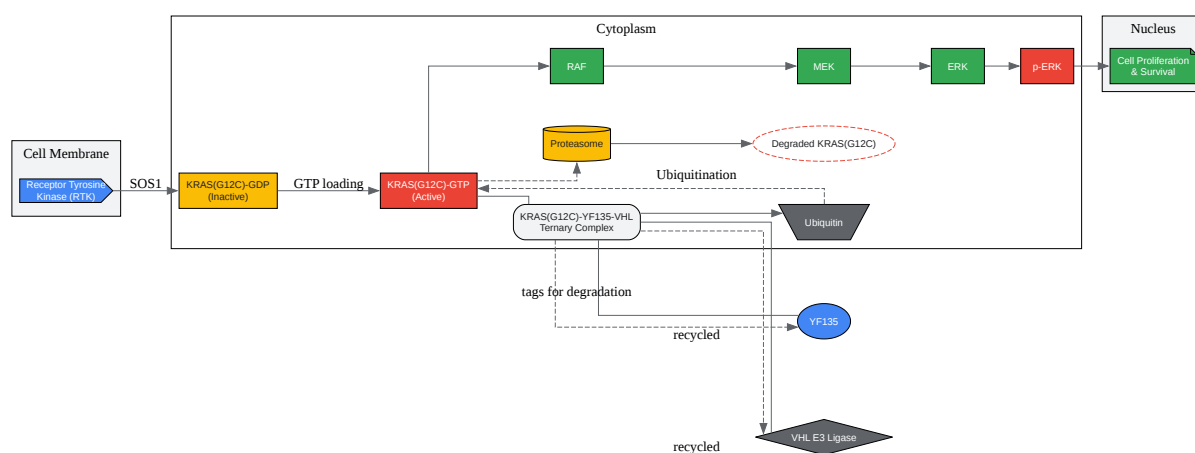 Cytoplasm
Nucleus
RAF
MEK
ERK
p-ERK
Cell Proliferation
& Survival
Cell Membrane
Proteasome
Degraded KRAS(G12C)
Receptor Tyrosine
Kinase (RTK)
SOS1
KRAS(G12C)-GDP
(Inactive)
GTP loading
KRAS(G12C)-GTP
(Active)
Ubiquitination
KRAS(G12C)-YF135-VHL
Ternary Complex
Ubiquitin
tags for degradation
YF135
recycled
VHL E3 Ligase
recycled